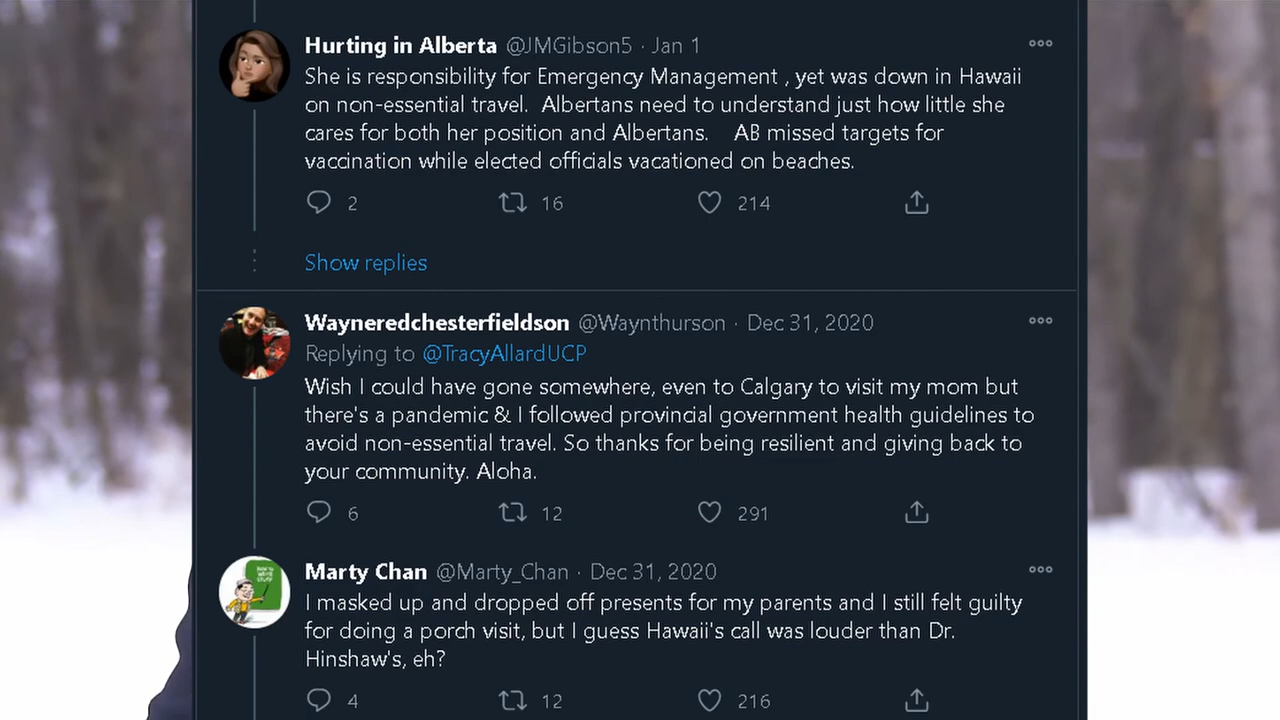 Hurting in Alberta @JMGibson5 · Jan 1
She is responsibility for Emergency Management , yet was down in Hawaii
on non-essential travel.  Albertans need to understand just how little she
cares for both her position and Albertans.    AB missed targets for
vaccination while elected officials vacationed on beaches.
2 16 214
Show replies
Wayneredchesterfieldson @Waynthurson · Dec 31, 2020
Replying to @TracyAllardUCP
Wish I could have gone somewhere, even to Calgary to visit my mom but
there's a pandemic & I followed provincial government health guidelines to
avoid non-essential travel. So thanks for being resilient and giving back to
your community. Aloha.
6 12 291
Marty Chan @Marty_Chan · Dec 31, 2020
I masked up and dropped off presents for my parents and I still felt guilty
for doing a porch visit, but I guess Hawaii's call was louder than Dr.
Hinshaw's, eh?
4 12 216